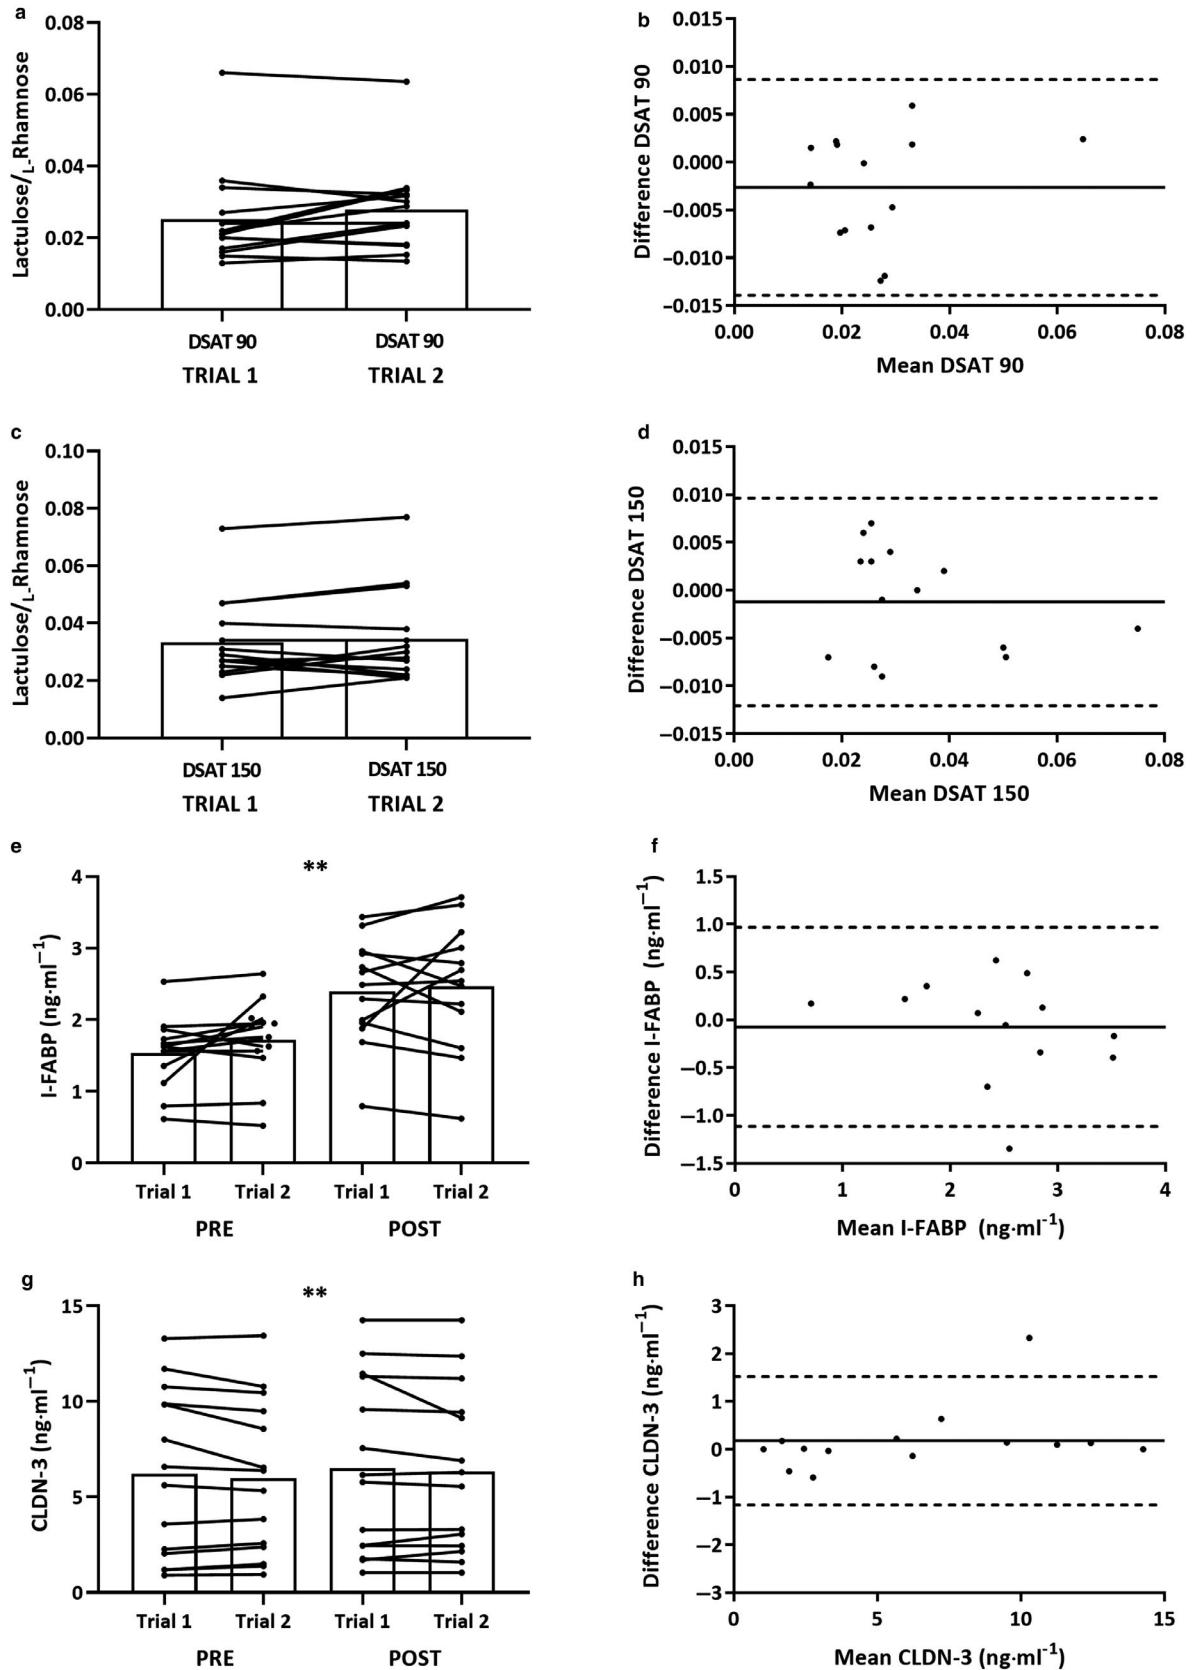 a
0.08
0.06
0.04
0.02
0.00
Lactulose/L-Rhamnose
DSAT 90
DSAT 90
TRIAL 1
TRIAL 2
b
0.015
0.010
0.005
0.000
−0.005
−0.010
−0.015
Difference DSAT 90
0.00
0.02
0.04
0.06
0.08
Mean DSAT 90
c
0.10
0.08
0.06
0.04
0.02
0.00
Lactulose/L-Rhamnose
DSAT 150
DSAT 150
TRIAL 1
TRIAL 2
d
0.015
0.010
0.005
0.000
−0.005
−0.010
−0.015
Difference DSAT 150
0.00
0.02
0.04
0.06
0.08
Mean DSAT 150
e
**
4
3
2
1
0
I-FABP (ng·ml−1)
Trial 1
Trial 2
Trial 1
Trial 2
PRE
POST
f
1.5
1.0
0.5
0.0
−0.5
−1.0
−1.5
Difference I-FABP (ng·ml−1)
0
1
2
3
4
Mean I-FABP (ng·ml-1)
g
**
15
10
5
0
CLDN-3 (ng·ml−1)
Trial 1
Trial 2
Trial 1
Trial 2
PRE
POST
h
3
2
1
0
−1
−2
−3
Difference CLDN-3 (ng·ml−1)
0
5
10
15
Mean CLDN-3 (ng·ml-1)